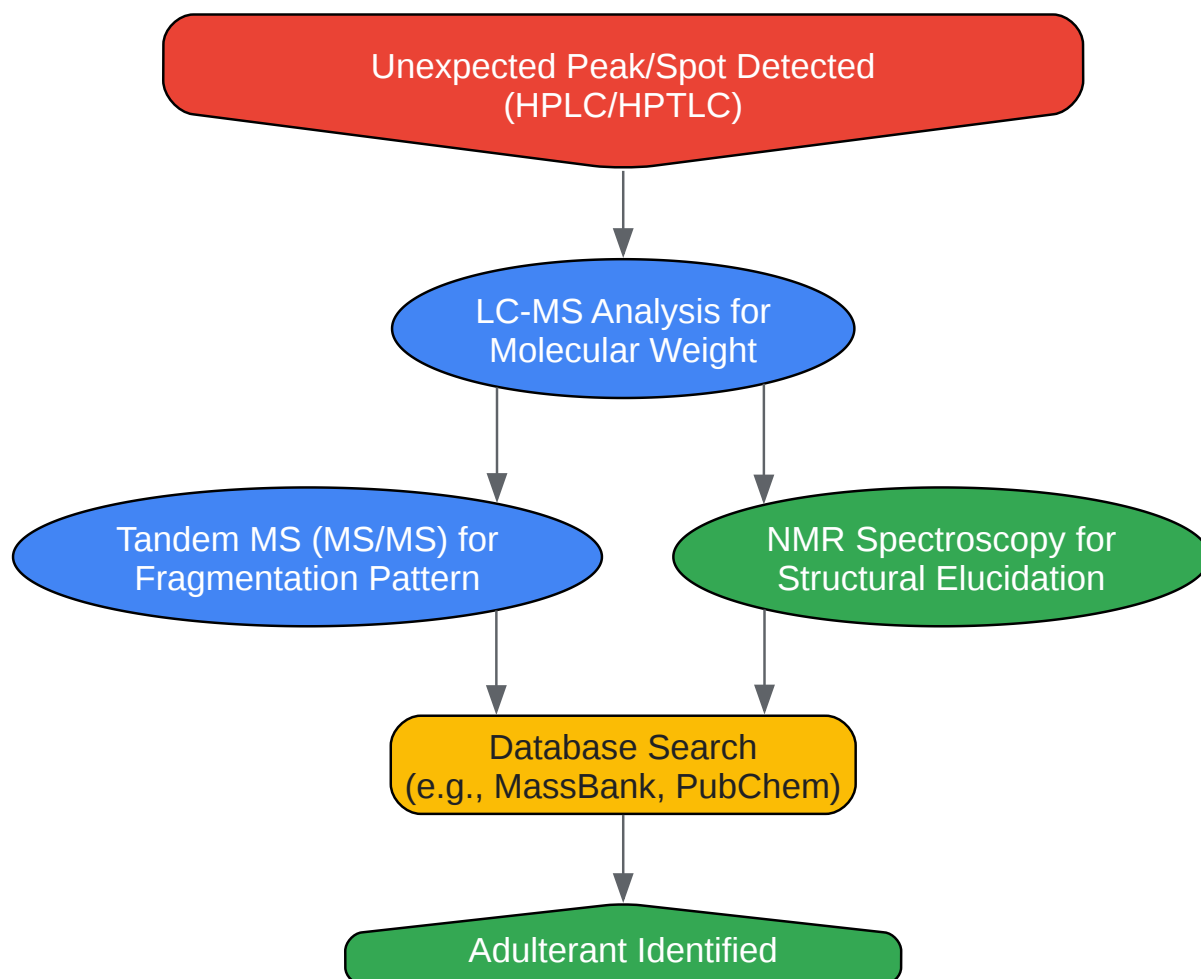 Unexpected Peak/Spot Detected
(HPLC/HPTLC)
LC-MS Analysis for
Molecular Weight
Tandem MS (MS/MS) for
Fragmentation Pattern
NMR Spectroscopy for
Structural Elucidation
Database Search
(e.g., MassBank, PubChem)
Adulterant Identified